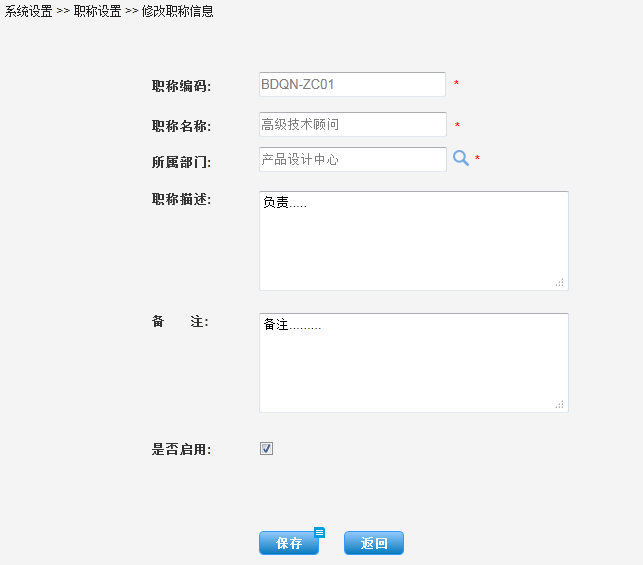 系统设置 >> 职称设置 >> 修改职称信息
职称编码: BDQN-ZC01 *
职称名称: 高级技术顾问 *
所属部门: 产品设计中心 *
职称描述: 负责.....
备 注: 备注.........
是否启用:
保存 返回